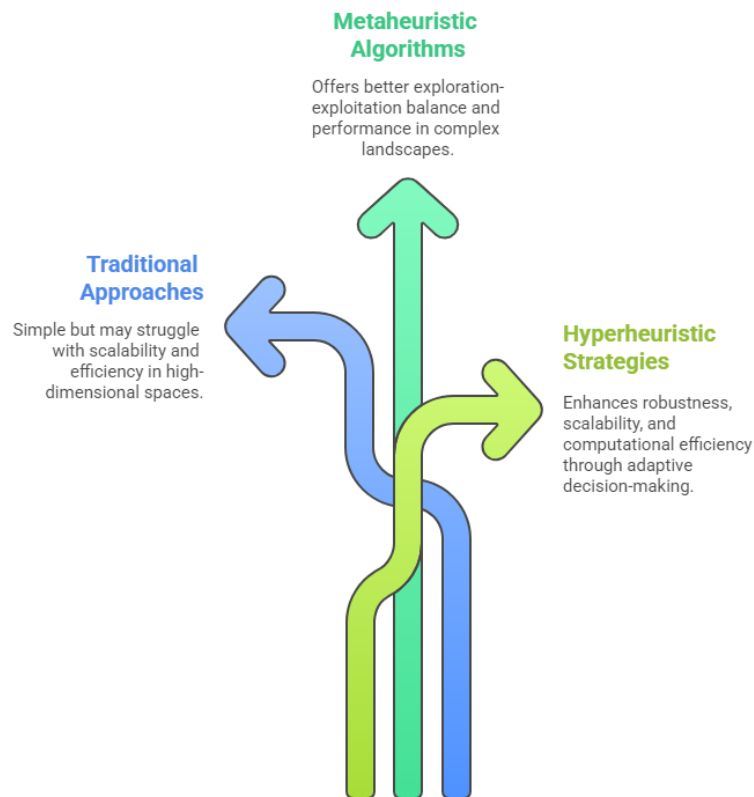 Metaheuristic
Algorithms
Offers better exploration-
exploitation balance and
performance in complex
landscapes.
Traditional
Approaches
Simple but may struggle
with scalability and
efficiency in high-
dimensional spaces.
Hyperheuristic
Strategies
Enhances robustness,
scalability, and
computational efficiency
through adaptive
decision-making.